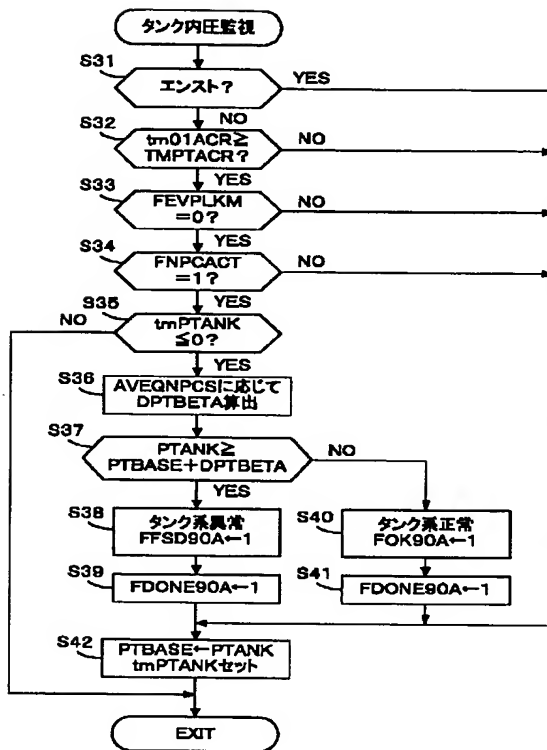 タンク内圧監視
S31
エンスト?
YES
NO
S32
tm01ACR≧
TMPTACR?
NO
YES
S33
FEVPLKM
=0?
NO
YES
S34
FNPCACT
=1?
NO
YES
S35
NO
tmPTANK
≦0?
YES
S36
AVEQNPCSに応じて
DPTBETA算出
S37
PTANK≧
PTBASE+DPTBETA
NO
YES
S38
タンク系異常
FFSD90A←1
S40
タンク系正常
FOK90A←1
S39
FDONE90A←1
S41
FDONE90A←1
S42
PTBASE←PTANK
tmPTANKセット
EXIT